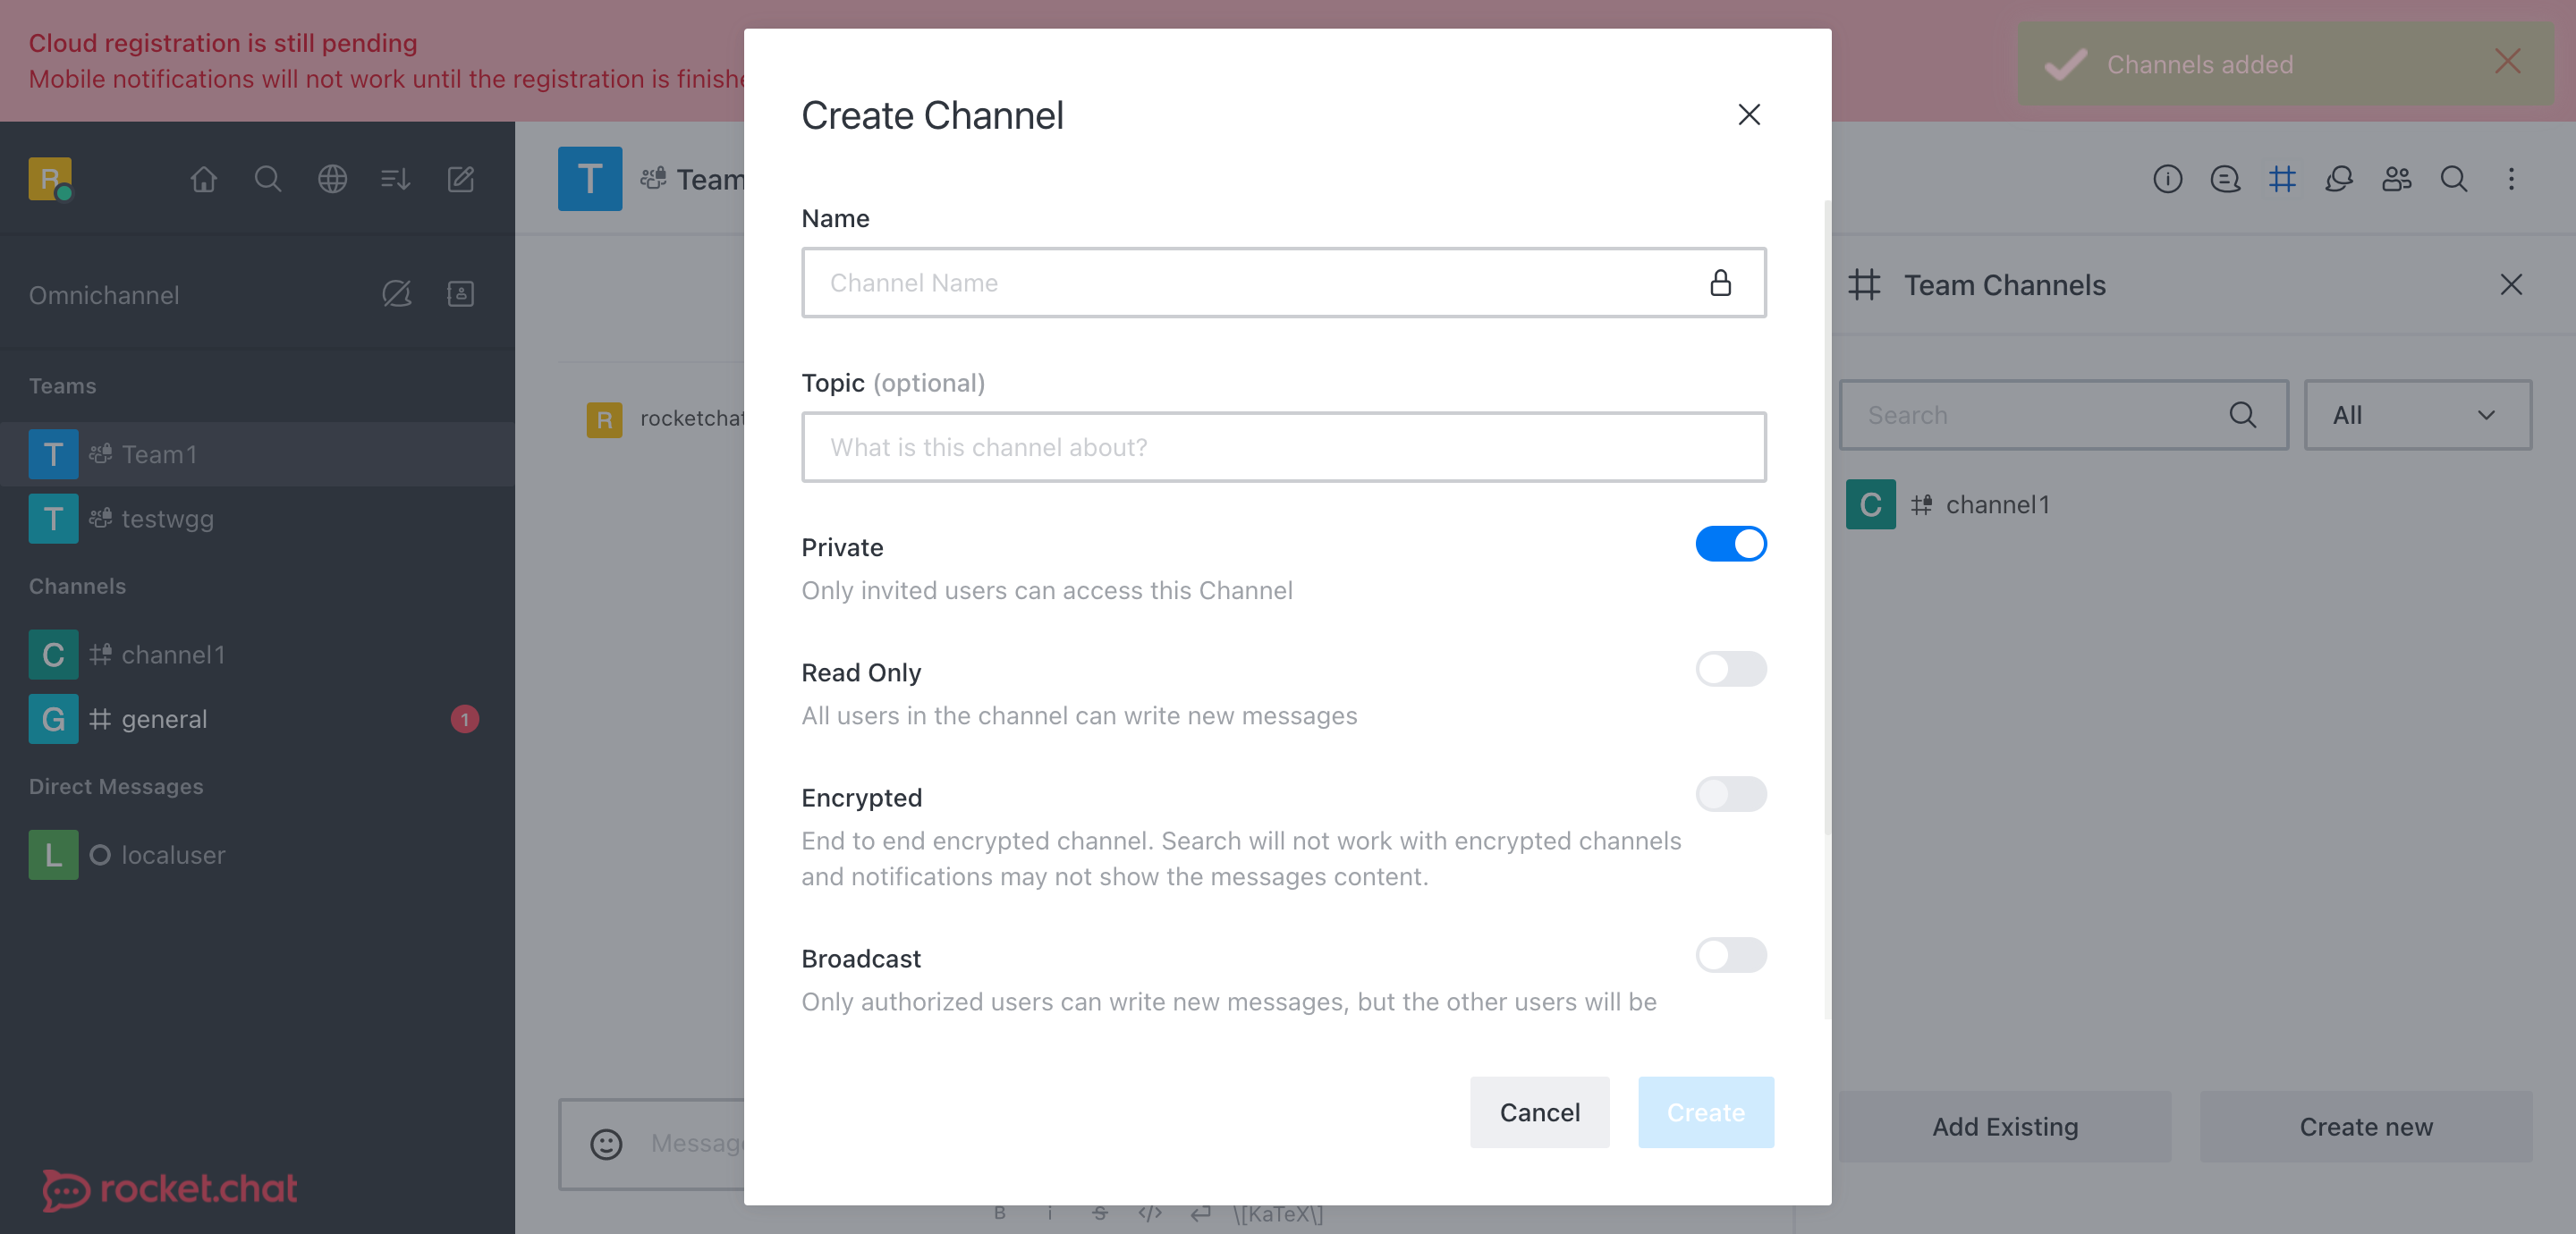 Cloud registration is still pending
Mobile notifications will not work until the registration is
Channels added
R
Omnichannel
Teams
T Team1
T testwgg
Channels
C channel1
G general 1
Direct Messages
L localuser
rocket.chat
T Team
R
B i S </> \[KaTeX\]
Create Channel
Name
Channel Name
Topic (optional)
What is this channel about?
Private
Only invited users can access this Channel
Read Only
All users in the channel can write new messages
Encrypted
End to end encrypted channel. Search will not work with encrypted channels
and notifications may not show the messages content.
Broadcast
Only authorized users can write new messages, but the other users will be
Cancel Create
Team Channels
Search All
C channel1
Add Existing Create new